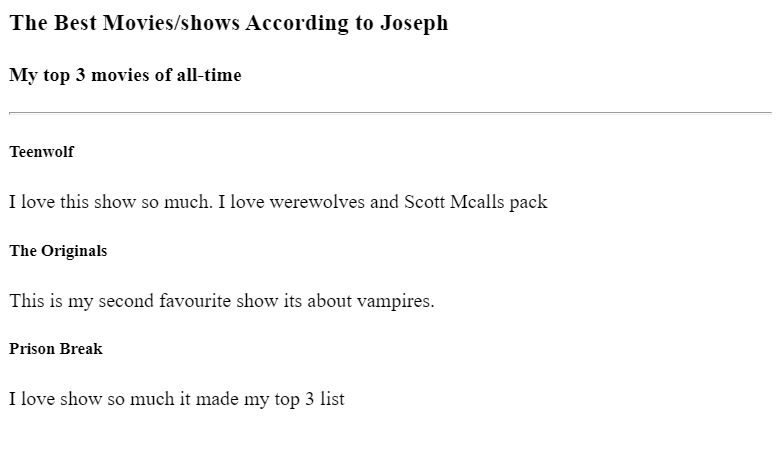 The Best Movies/shows According to Joseph
My top 3 movies of all-time
Teenwolf
I love this show so much. I love werewolves and Scott Mcalls pack
The Originals
This is my second favourite show its about vampires.
Prison Break
I love show so much it made my top 3 list